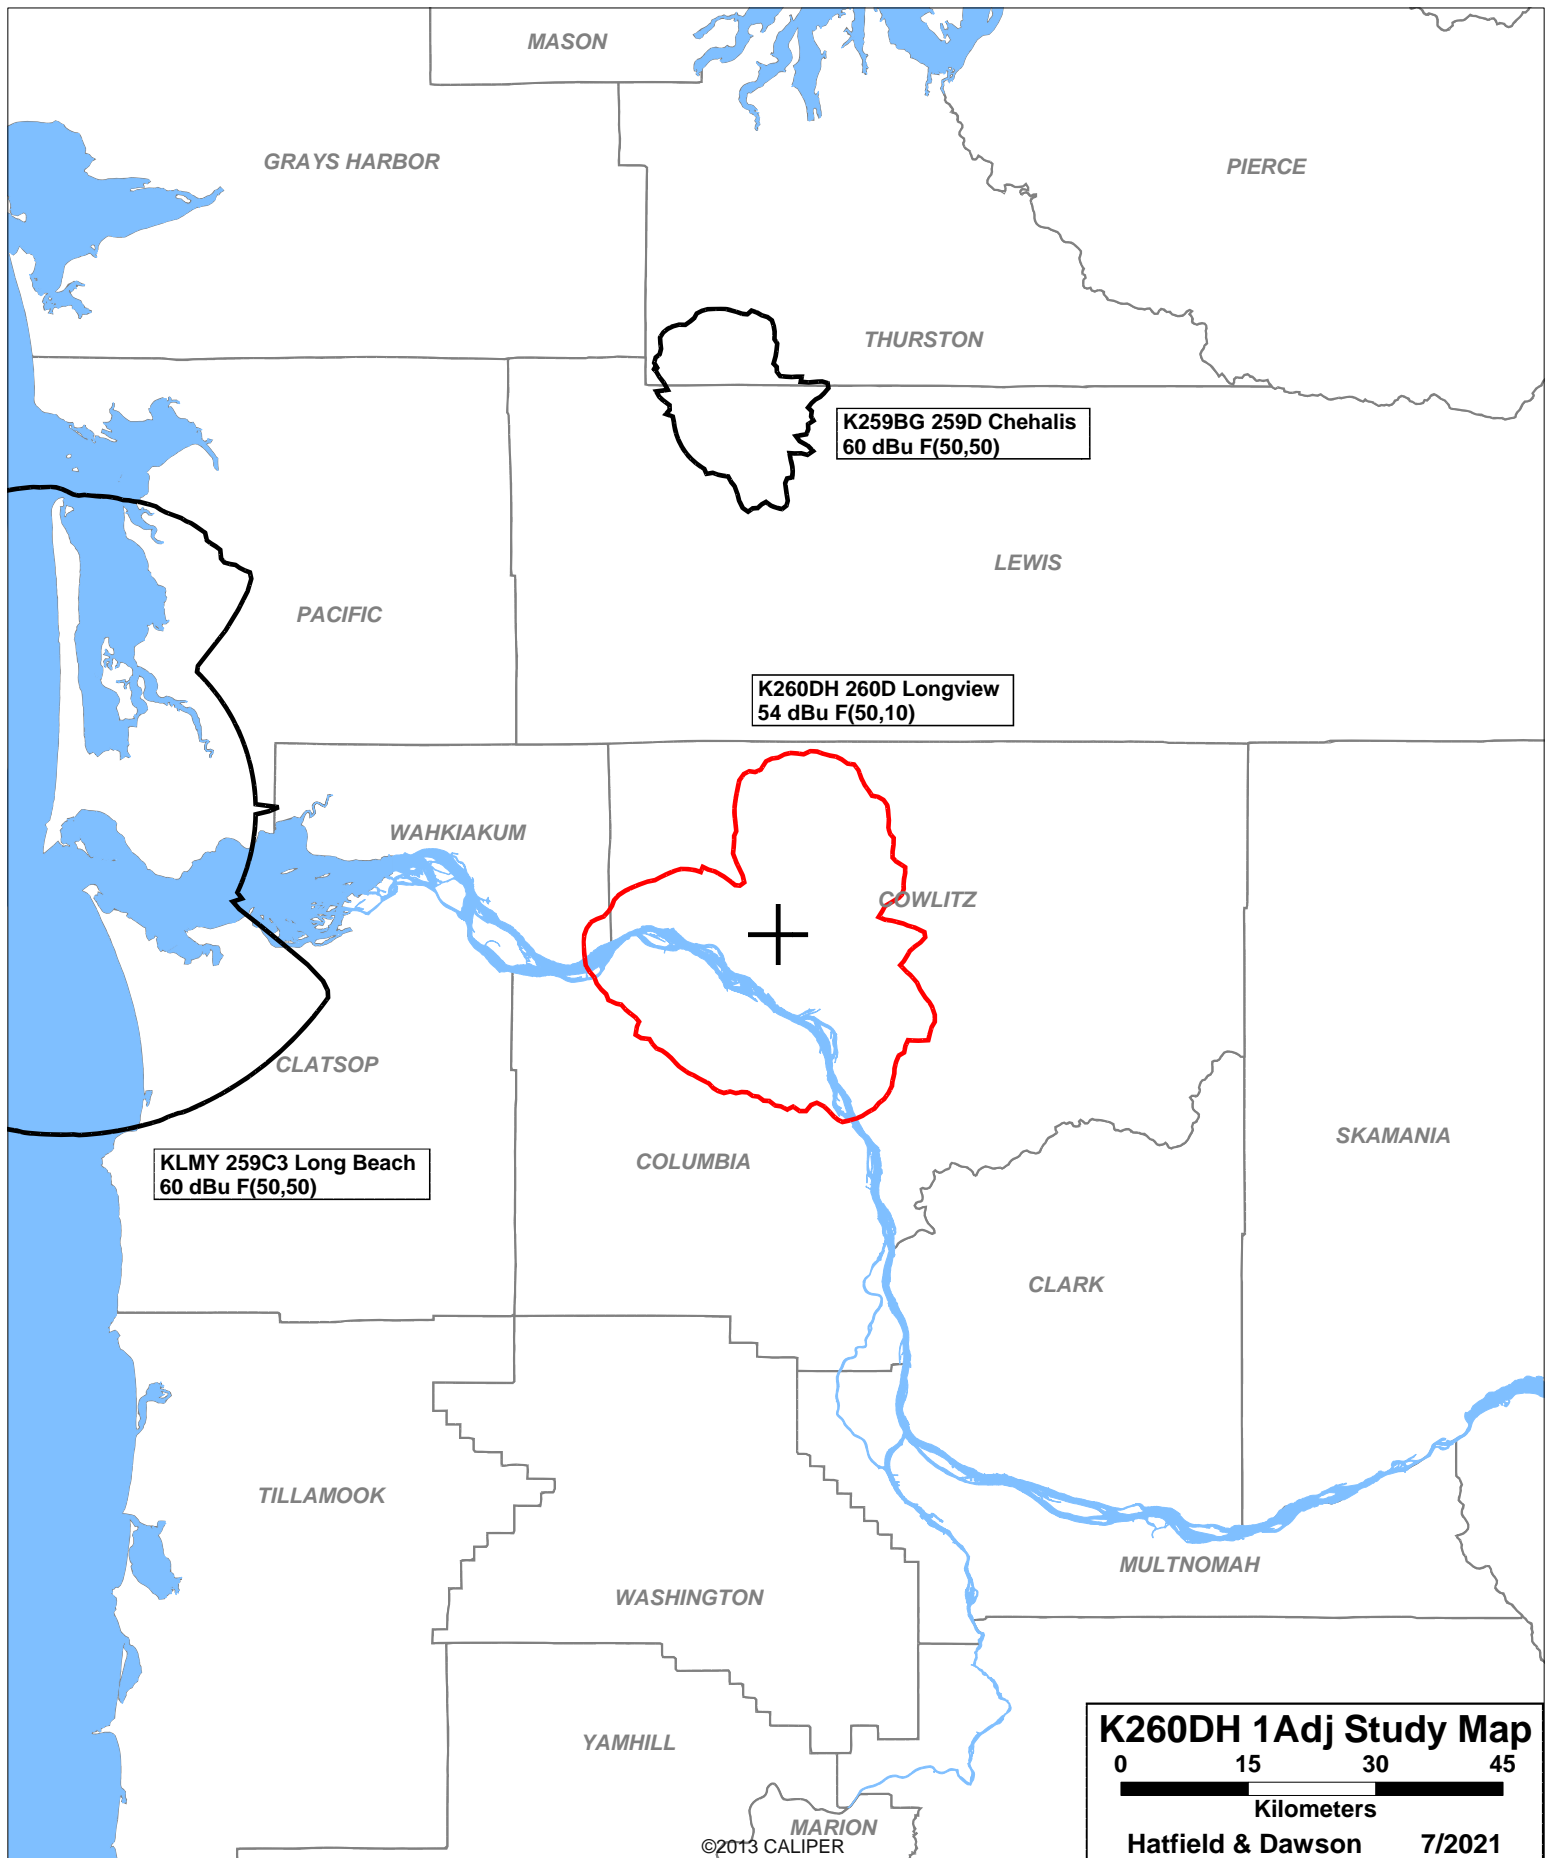 MASON
GRAYS HARBOR
PIERCE
THURSTON
K259BG 259D Chehalis
60 dBu F(50,50)
LEWIS
PACIFIC
K260DH 260D Longview
54 dBu F(50,10)
WAHKIAKUM
COWLITZ
CLATSOP
SKAMANIA
KLMY 259C3 Long Beach
60 dBu F(50,50)
COLUMBIA
CLARK
TILLAMOOK
MULTNOMAH
WASHINGTON
YAMHILL
K260DH 1Adj Study Map
0 15 30 45
Kilometers
Hatfield & Dawson 7/2021
MARION
©2013 CALIPER